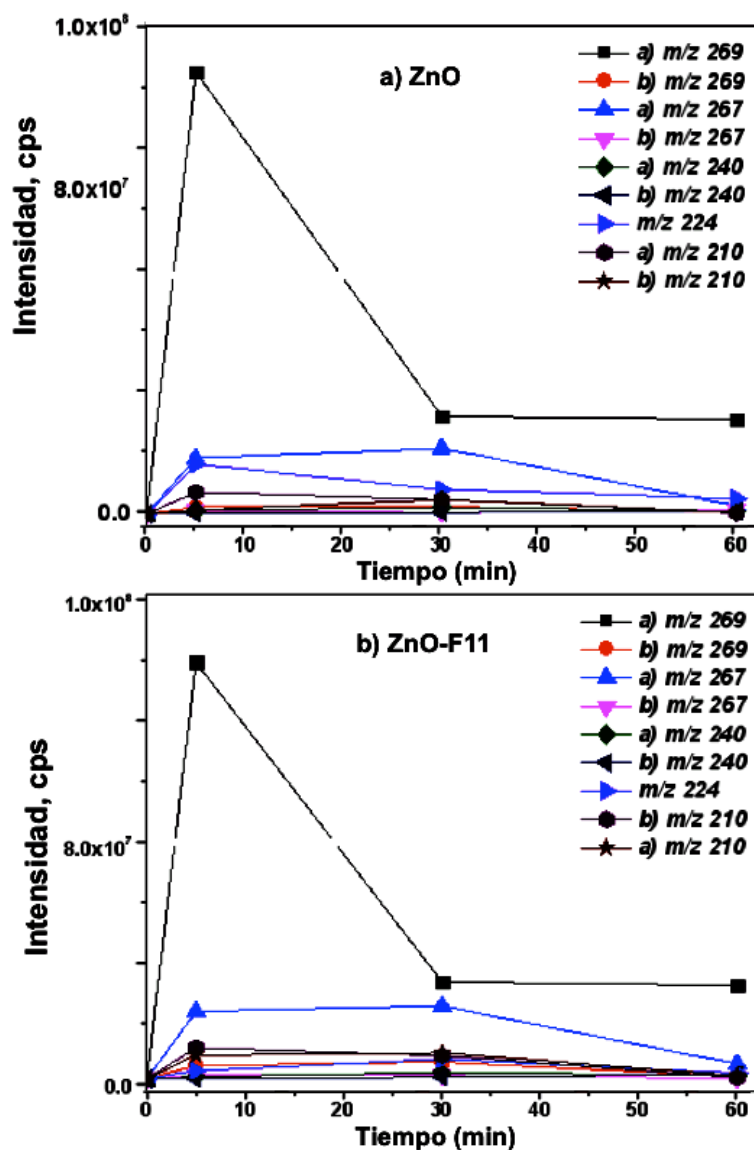 1.0x10⁸
a) ZnO
a) m/z 269
b) m/z 269
a) m/z 267
b) m/z 267
a) m/z 240
b) m/z 240
m/z 224
a) m/z 210
b) m/z 210
8.0x10⁷
Intensidad, cps
0.0
0 10 20 30 40 50 60
Tiempo (min)
1.0x10⁸
b) ZnO-F11
a) m/z 269
b) m/z 269
a) m/z 267
b) m/z 267
a) m/z 240
b) m/z 240
m/z 224
b) m/z 210
a) m/z 210
8.0x10⁷
Intensidad, cps
0.0
0 10 20 30 40 50 60
Tiempo (min)